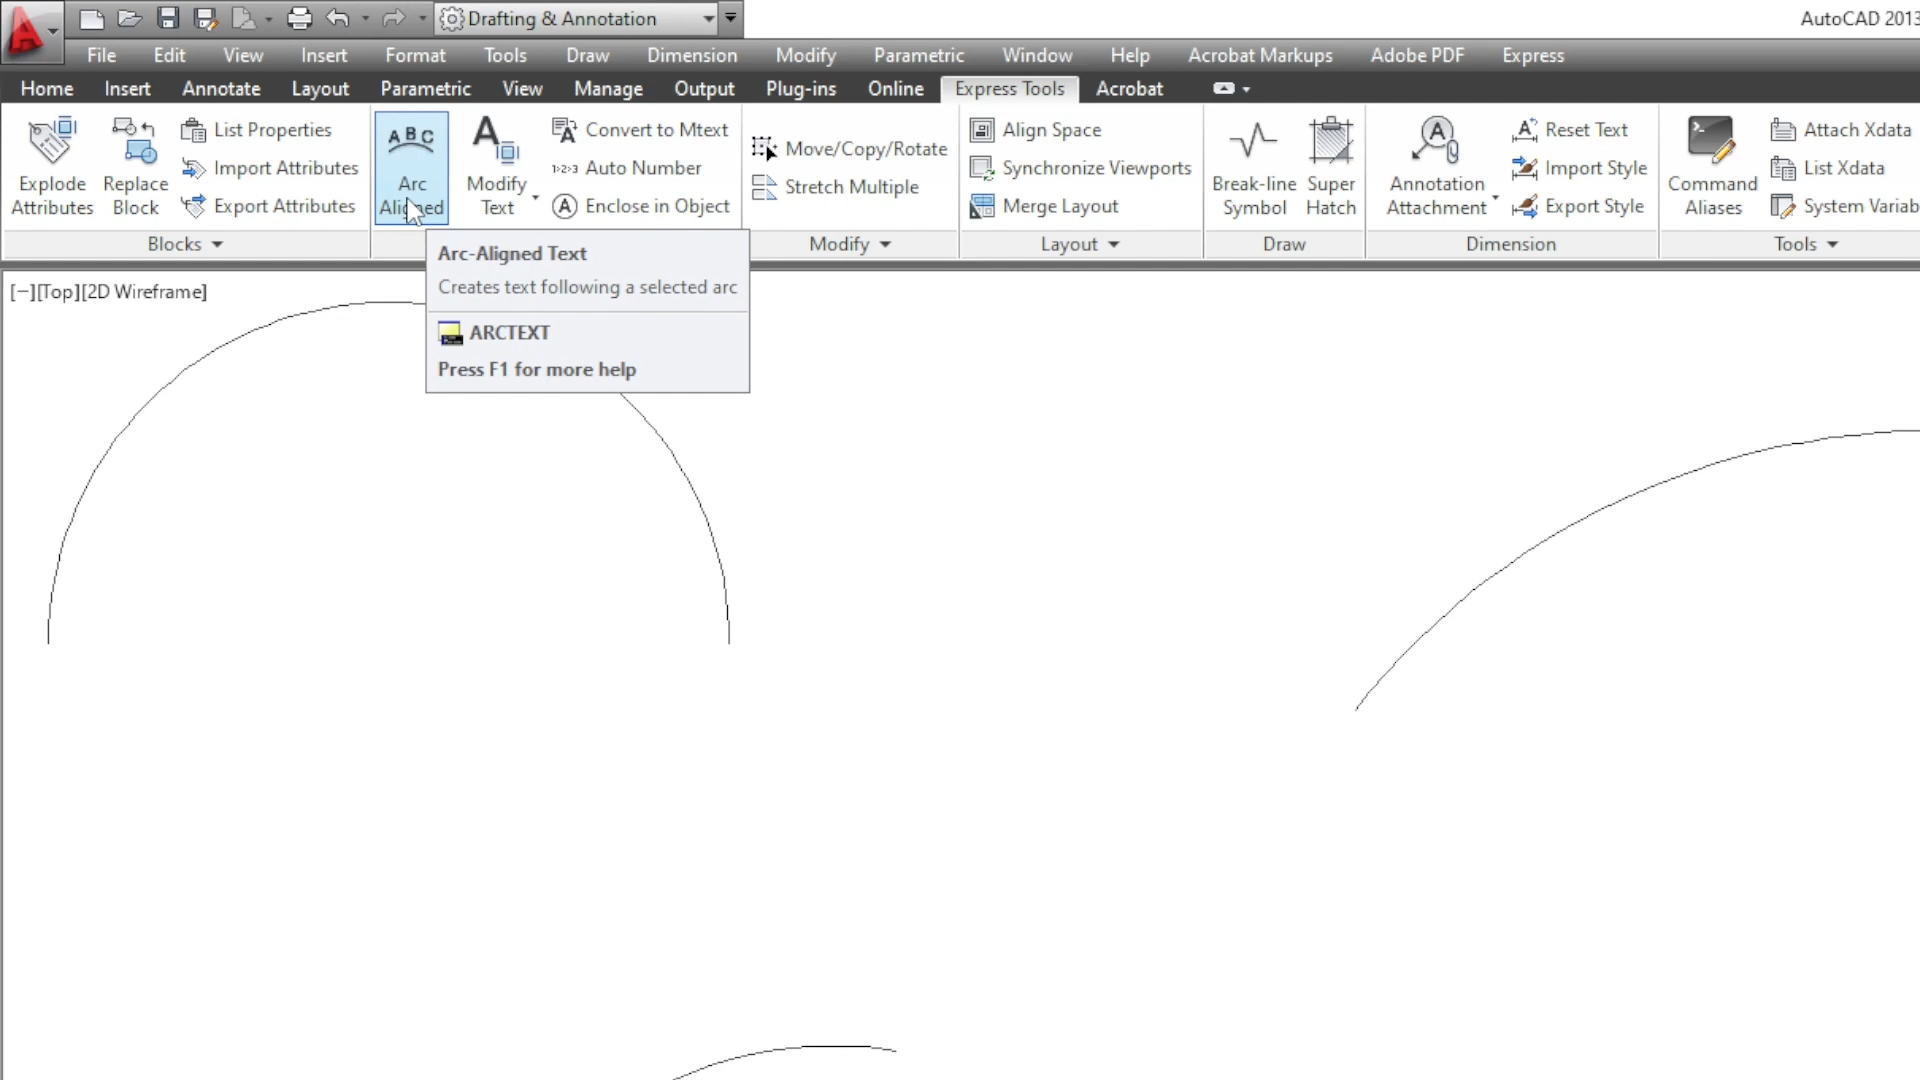 Drafting & Annotation
AutoCAD 2013
File Edit View Insert Format Tools Draw Dimension Modify Parametric Window Help Acrobat Markups Adobe PDF Express
Home Insert Annotate Layout Parametric View Manage Output Plug-ins Online Express Tools Acrobat
Explode
Attributes
Replace
Block
List Properties
Import Attributes
Export Attributes
ABC
Arc
Aligned
A
Modify
Text
Convert to Mtext
1-2-3 Auto Number
A Enclose in Object
Move/Copy/Rotate
Stretch Multiple
Align Space
Synchronize Viewports
Merge Layout
Break-line
Symbol
Super
Hatch
A
Annotation
Attachment
A Reset Text
Import Style
Export Style
Command
Aliases
Attach Xdata
List Xdata
System Variab
Blocks Modify Layout Draw Dimension Tools
Arc-Aligned Text
Creates text following a selected arc
ARCTEXT
Press F1 for more help
[−][Top][2D Wireframe]